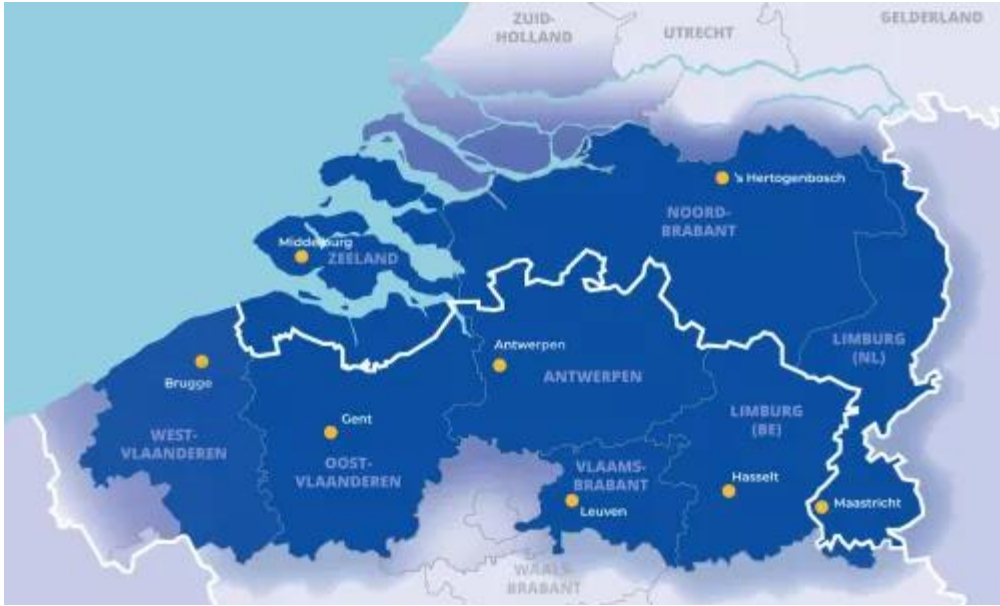 ZUID-
HOLLAND
UTRECHT
GELDERLAND
's Hertogenbosch
NOORD-
BRABANT
Middelburg
ZEELAND
LIMBURG
(NL)
Antwerpen
ANTWERPEN
Brugge
Gent
LIMBURG
(BE)
WEST-
VLAANDEREN
OOST-
VLAANDEREN
VLAAMS-
BRABANT
Hasselt
Leuven
Maastricht
WAALS-
BRABANT